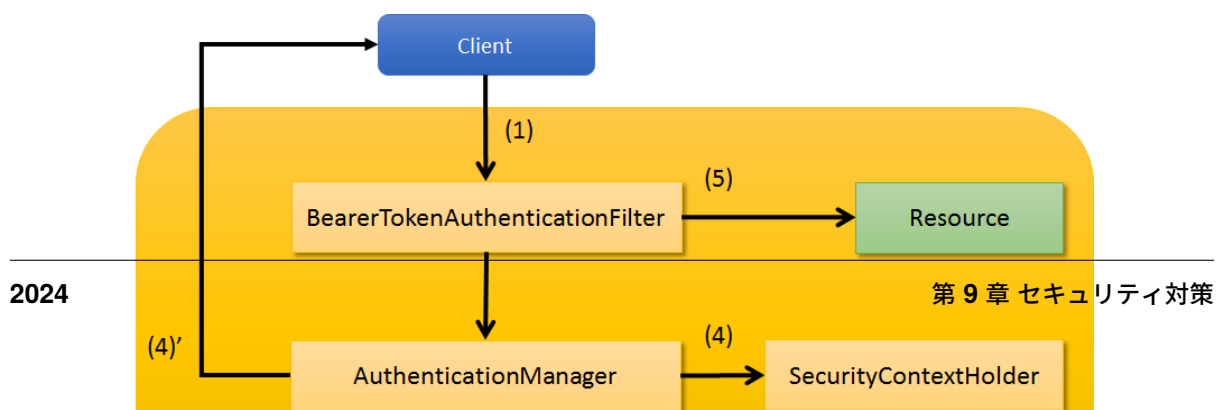 Client
(1)
(5)
BearerTokenAuthenticationFilter
Resource
2024
第 9 章 セキュリティ対策
(4)’
(4)
AuthenticationManager
SecurityContextHolder